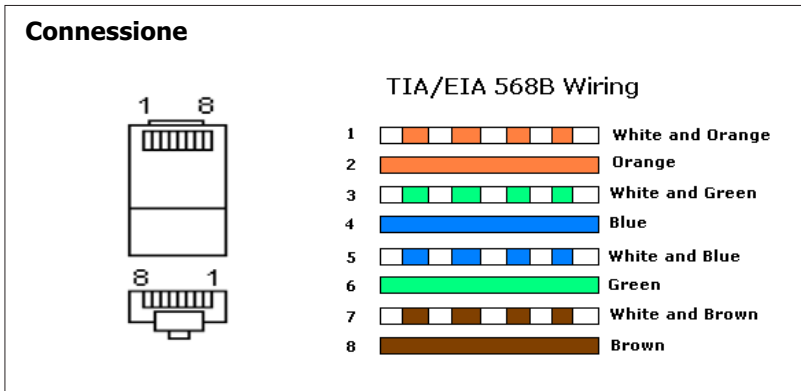 Connessione
TIA/EIA 568B Wiring
1 8
8 1
1 White and Orange
2 Orange
3 White and Green
4 Blue
5 White and Blue
6 Green
7 White and Brown
8 Brown